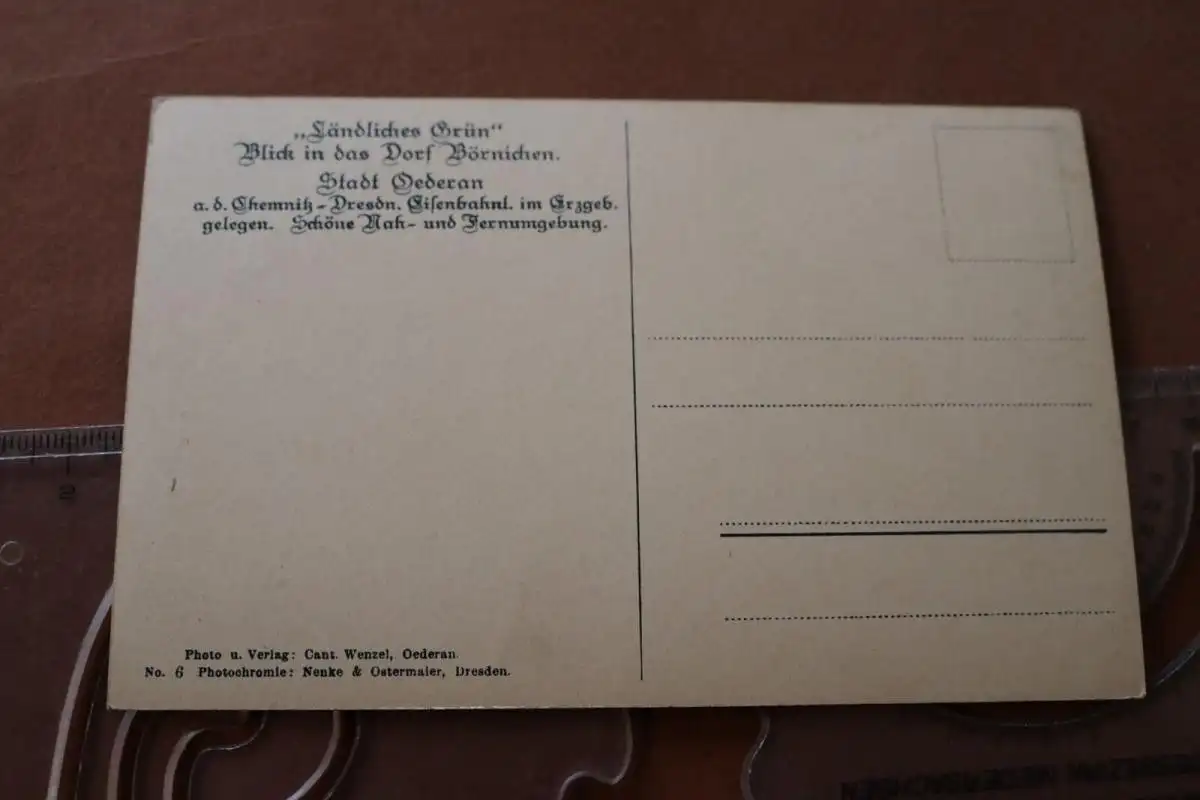 „Ländliches Grün“
Blick in das Dorf Börnichen.
Stadt Oederan
a. d. Chemnitz-Dresdn. Eisenbahnl. im Erzgeb.
gelegen. Schöne Nah- und Fernumgebung.
Photo u. Verlag: Cant. Wenzel, Oederan.
No. 6 Photochromie: Nenke & Ostermaier, Dresden.
2